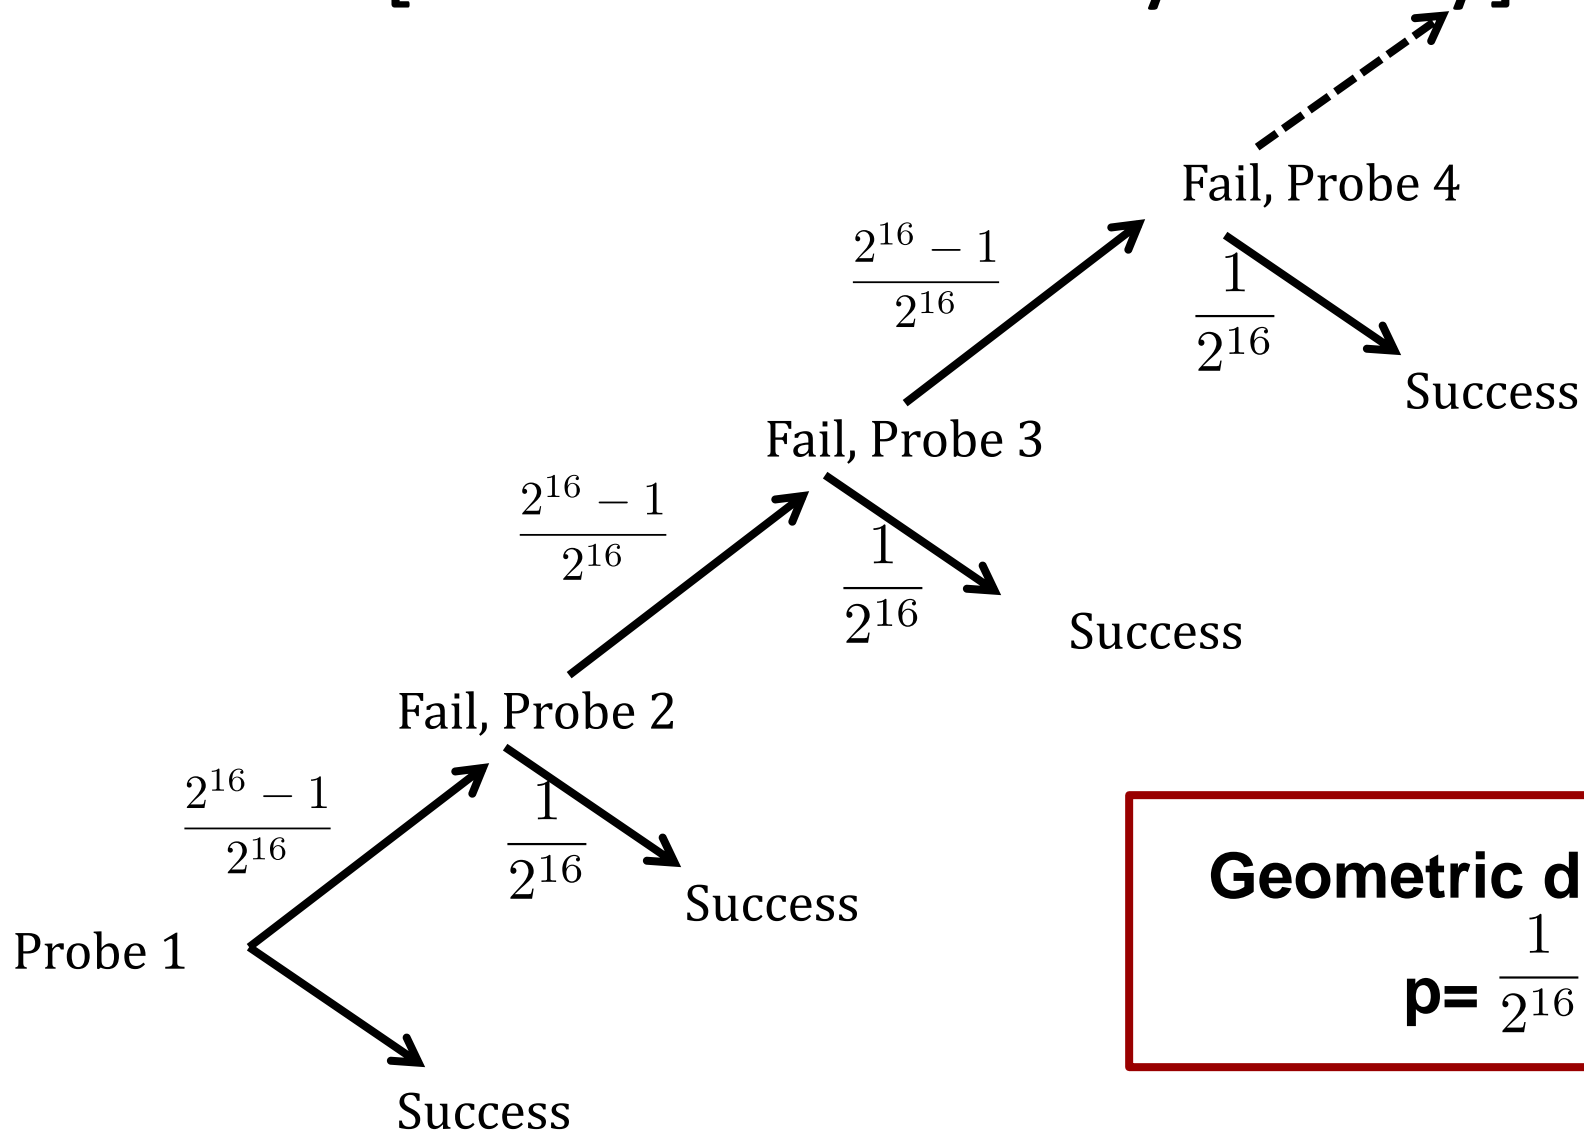 Fail, Probe 4
2^16 − 1
2^16
1
2^16
Success
Fail, Probe 3
2^16 − 1
2^16
1
2^16
Success
Fail, Probe 2
2^16 − 1
2^16
1
2^16
Success
Probe 1
Success
Geometric d
p= 1
2^16